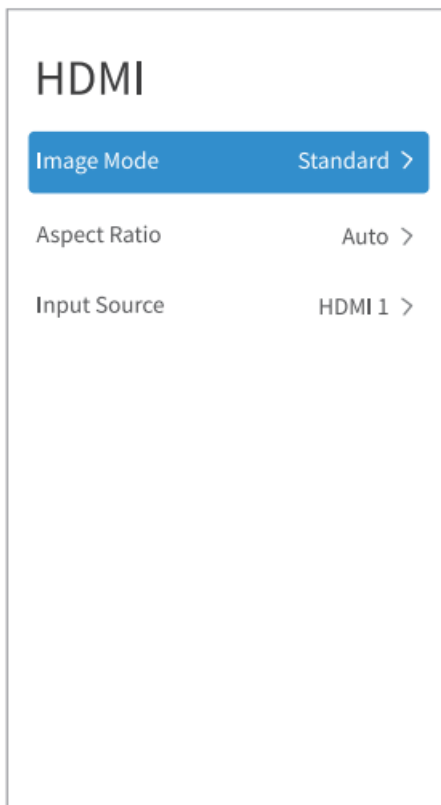 HDMI
Image Mode Standard >
Aspect Ratio Auto >
Input Source HDMI 1 >